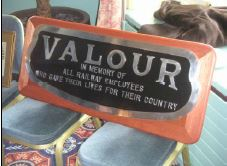 VALOUR
IN MEMORY OF
ALL RAILWAY EMPLOYEES
WHO GAVE THEIR LIVES FOR THEIR COUNTRY